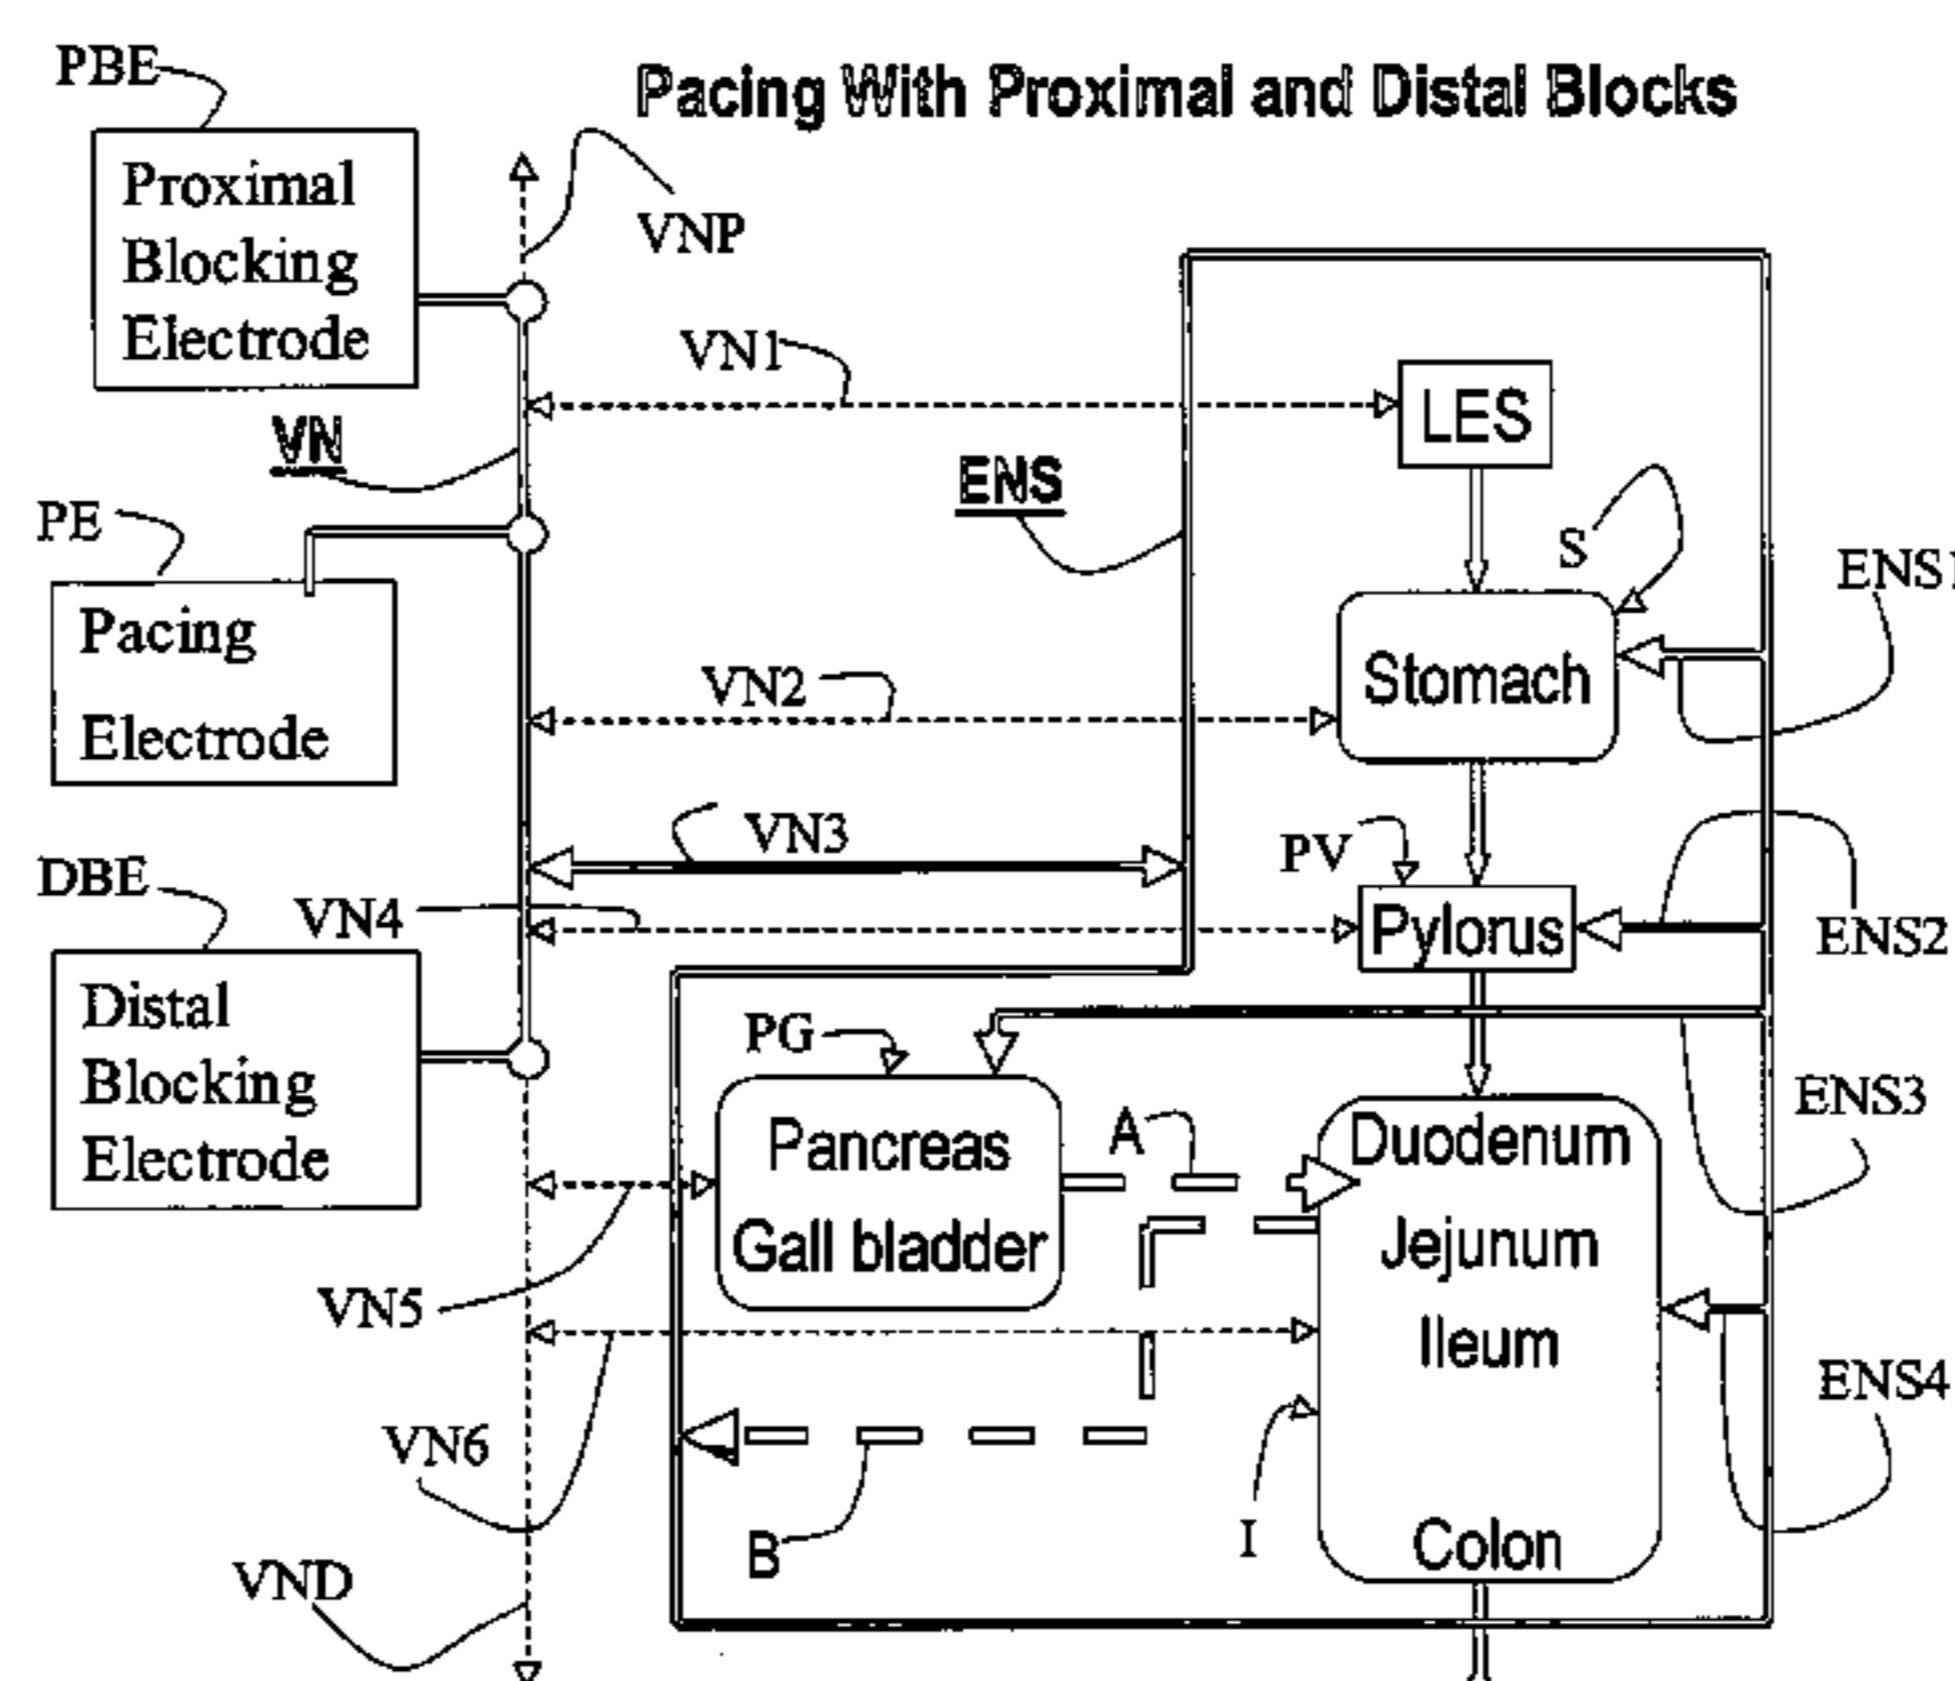 PBE
Pacing With Proximal and Distal Blocks
Proximal
Blocking
Electrode
VNP
VN1
LES
VN
ENS
PE
S
ENS1
Pacing
Electrode
VN2
Stomach
VN3
PV
DBE
VN4
Pylorus
ENS2
Distal
Blocking
Electrode
PG
ENS3
Pancreas
Gall bladder
A
Duodenum
Jejunum
Ileum
Colon
VN5
ENS4
VN6
B
I
VND